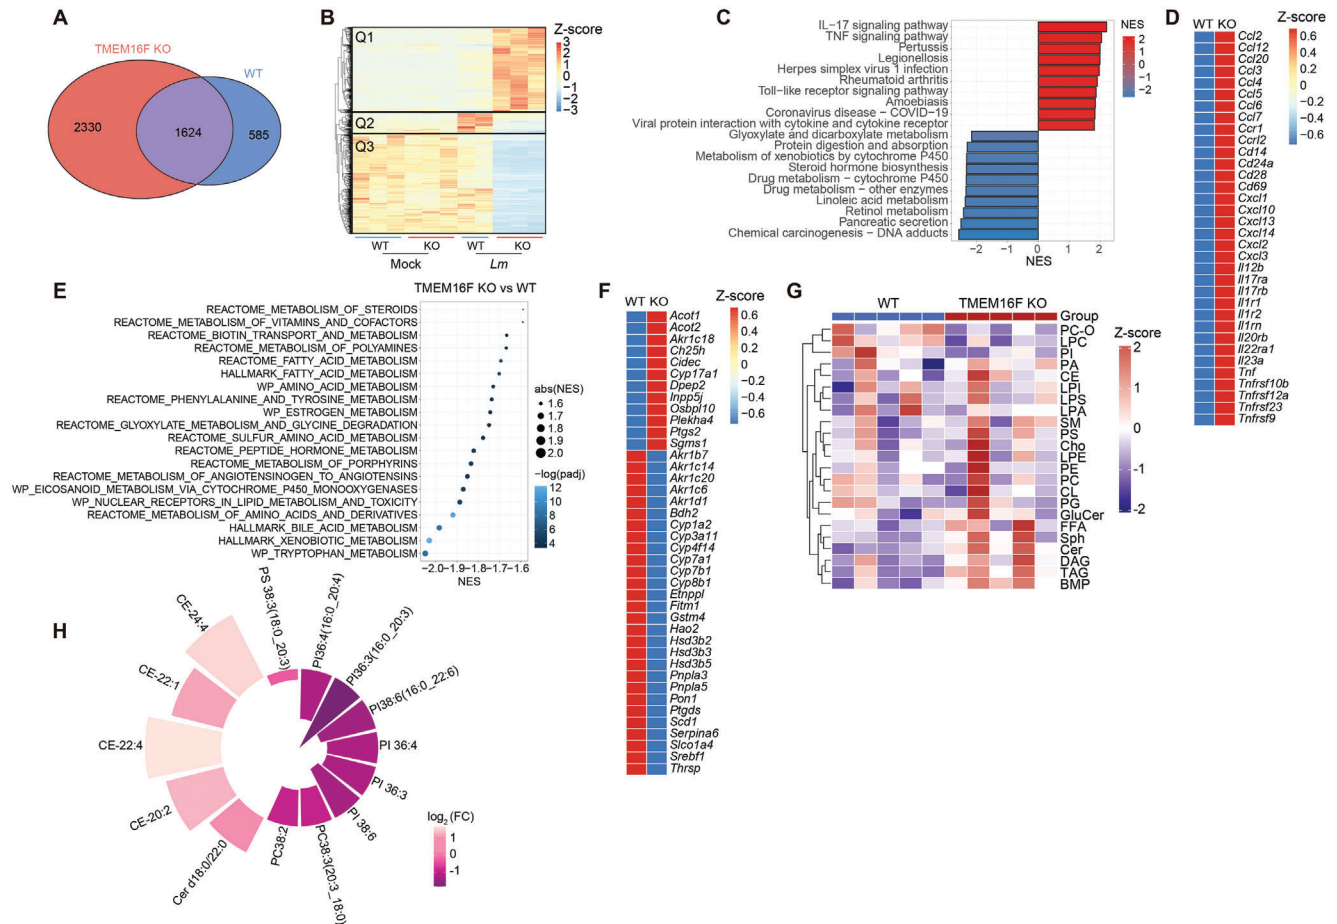 A
TMEM16F KO
WT
2330
1624
585
B
Q1
Q2
Q3
Z-score
3
2
1
0
−1
−2
−3
WT
KO
WT
KO
Mock
Lm
C
IL−17 signaling pathway
TNF signaling pathway
Pertussis
Legionellosis
Herpes simplex virus 1 infection
Rheumatoid arthritis
Toll−like receptor signaling pathway
Amoebiasis
Coronavirus disease − COVID−19
Viral protein interaction with cytokine and cytokine receptor
Glyoxylate and dicarboxylate metabolism
Protein digestion and absorption
Metabolism of xenobiotics by cytochrome P450
Steroid hormone biosynthesis
Drug metabolism − cytochrome P450
Drug metabolism − other enzymes
Linoleic acid metabolism
Retinol metabolism
Pancreatic secretion
Chemical carcinogenesis − DNA adducts
−2 −1 0 1 2
NES
NES
2
1
0
−1
−2
D
WT KO
Ccl2
Ccl12
Ccl20
Ccl3
Ccl4
Ccl5
Ccl6
Ccl7
Ccr1
Ccrl2
Cd14
Cd24a
Cd28
Cd69
Cxcl1
Cxcl10
Cxcl13
Cxcl14
Cxcl2
Cxcl3
Il12b
Il17ra
Il17rb
Il1r1
Il1r2
Il1rn
Il20rb
Il22ra1
Il23a
Tnf
Tnfrsf10b
Tnfrsf12a
Tnfrsf23
Tnfrsf9
Z-score
0.6
0.4
0.2
0
−0.2
−0.4
−0.6
E
TMEM16F KO vs WT
REACTOME_METABOLISM_OF_STEROIDS
REACTOME_METABOLISM_OF_VITAMINS_AND_COFACTORS
REACTOME_BIOTIN_TRANSPORT_AND_METABOLISM
REACTOME_METABOLISM_OF_POLYAMINES
REACTOME_FATTY_ACID_METABOLISM
HALLMARK_FATTY_ACID_METABOLISM
WP_AMINO_ACID_METABOLISM
REACTOME_PHENYLALANINE_AND_TYROSINE_METABOLISM
WP_ESTROGEN_METABOLISM
REACTOME_GLYOXYLATE_METABOLISM_AND_GLYCINE_DEGRADATION
REACTOME_SULFUR_AMINO_ACID_METABOLISM
REACTOME_PEPTIDE_HORMONE_METABOLISM
REACTOME_METABOLISM_OF_PORPHYRINS
REACTOME_METABOLISM_OF_ANGIOTENSINOGEN_TO_ANGIOTENSINS
WP_EICOSANOID_METABOLISM_VIA_CYTOCHROME_P450_MONOOXYGENASES
WP_NUCLEAR_RECEPTORS_IN_LIPID_METABOLISM_AND_TOXICITY
REACTOME_METABOLISM_OF_AMINO_ACIDS_AND_DERIVATIVES
HALLMARK_BILE_ACID_METABOLISM
HALLMARK_XENOBIOTIC_METABOLISM
WP_TRYPTOPHAN_METABOLISM
−2.0 −1.9 −1.8 −1.7 −1.6
NES
abs(NES)
1.6
1.7
1.8
1.9
2.0
−log(padj)
12
10
8
6
4
F
WT KO
Acot1
Acot2
Akr1c18
Ch25h
Cidec
Cyp17a1
Dpep2
Inpp5j
Osbpl10
Plekha4
Ptgs2
Sgms1
Akr1b7
Akr1c14
Akr1c20
Akr1c6
Akr1d1
Bdh2
Cyp1a2
Cyp3a11
Cyp4f14
Cyp7a1
Cyp7b1
Cyp8b1
Etnppl
Fitm1
Gstm4
Hao2
Hsd3b2
Hsd3b3
Hsd3b5
Pnpla3
Pnpla5
Pon1
Ptgds
Scd1
Serpina6
Slco1a4
Srebf1
Thrsp
Z-score
0.6
0.4
0.2
0
−0.2
−0.4
−0.6
G
WT
TMEM16F KO
Group
PC-O
LPC
PI
PA
CE
LPI
LPS
LPA
SM
PS
Cho
LPE
PE
PC
CL
PG
GluCer
FFA
Sph
Cer
DAG
TAG
BMP
Z-score
2
1
0
−1
−2
H
PS 38:3(18:0_20:3)
PI36:4(16:0_20:4)
PI36:3(16:0_20:3)
PI38:6(16:0_22:6)
PI 36:4
PI 36:3
PI 38:6
PC38:3(20:3_18:0)
PC38:2
Cer d18:0/22:0
CE-20:2
CE-22:4
CE-22:1
CE-24:4
log2 (FC)
1
0
-1